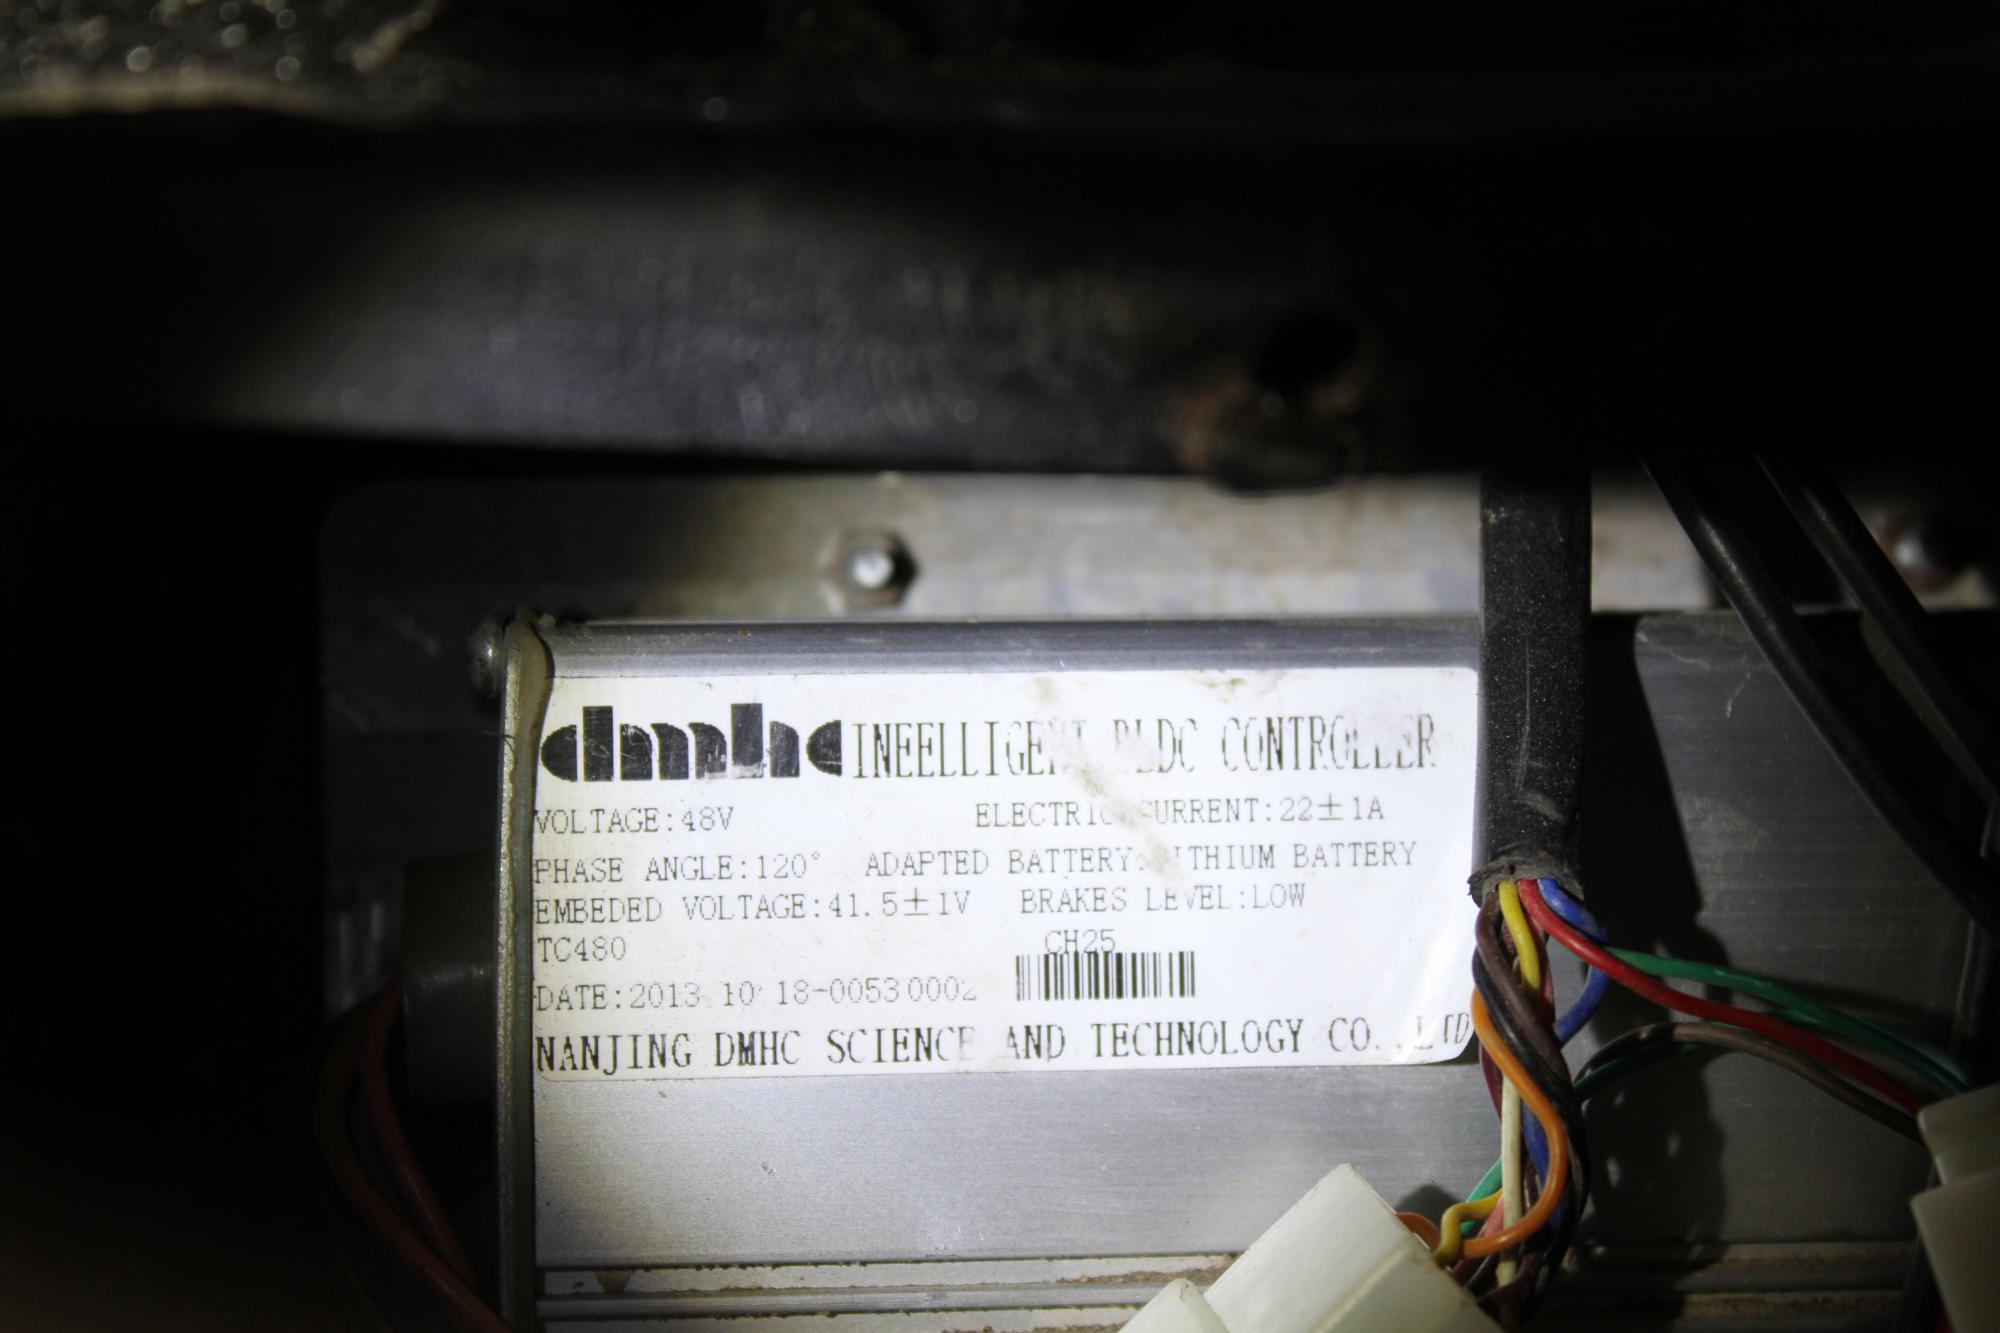 dmhc INEELLIGENT BLDC CONTROLLER
VOLTAGE:48V ELECTRIC CURRENT:22±1A
PHASE ANGLE:120° ADAPTED BATTERY:LITHIUM BATTERY
EMBEDED VOLTAGE:41.5±1V BRAKES LEVEL:LOW
TC480 CH25
DATE:2013 10 18-00530002
NANJING DMHC SCIENCE AND TECHNOLOGY CO.,LTD